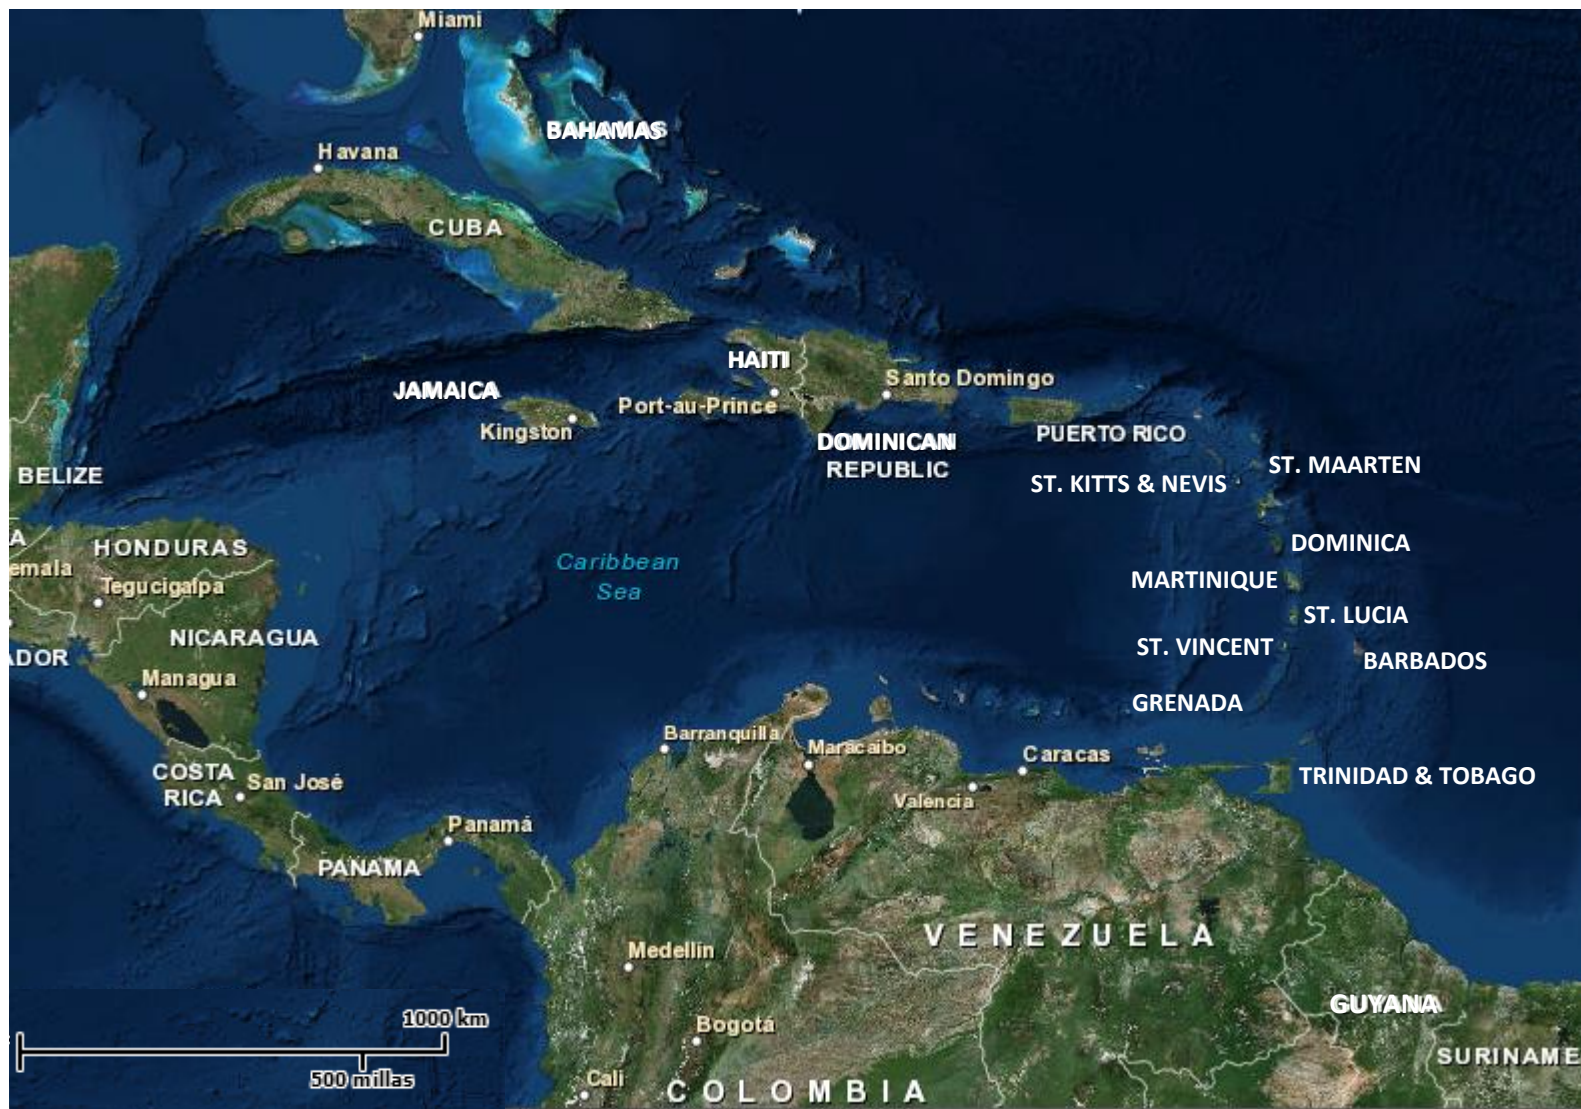 Miami
BAHAMAS
Havana
CUBA
HAITI
JAMAICA
Santo Domingo
Port-au-Prince
Kingston
DOMINICAN
REPUBLIC
PUERTO RICO
ST. MAARTEN
ST. KITTS & NEVIS
BELIZE
A
HONDURAS
DOMINICA
emala
Tegucigalpa
Caribbean
Sea
MARTINIQUE
ST. LUCIA
NICARAGUA
ST. VINCENT
ADOR
BARBADOS
Managua
GRENADA
Barranquilla
Maracaibo
Caracas
COSTA
RICA
San José
TRINIDAD & TOBAGO
Valencia
Panamá
PANAMA
VENEZUELA
Medellín
GUYANA
1000 km
Bogotá
SURINAME
500 millas
Cali
COLOMBIA